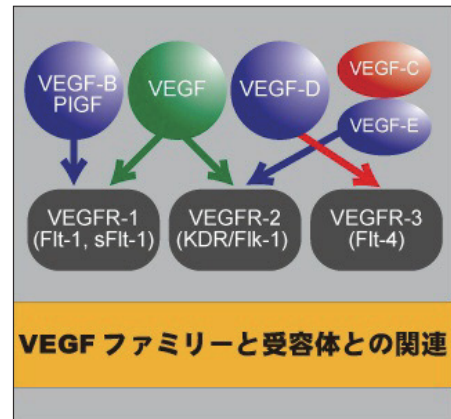 VEGF-B
PlGF
VEGF
VEGF-D
VEGF-C
VEGF-E
VEGFR-1
(Flt-1, sFlt-1)
VEGFR-2
(KDR/Flk-1)
VEGFR-3
(Flt-4)
VEGF ファミリーと受容体との関連